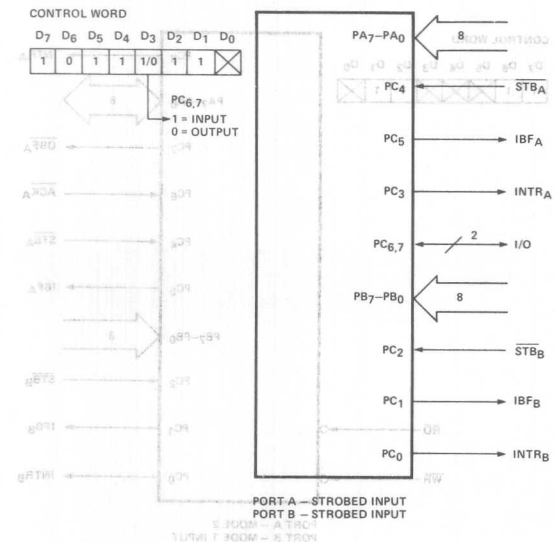 CONTROL WORD
D7 D6 D5 D4 D3 D2 D1 D0
1 0 1 1 1/0 1 1
PC6,7
1 = INPUT
0 = OUTPUT
PA7–PA0 8
PC4 STBA
PC5 IBFA
PC3 INTRA
PC6,7 2 I/O
PB7–PB0 8
PC2 STBB
PC1 IBFB
PC0 INTRB
PORT A – STROBED INPUT
PORT B – STROBED INPUT